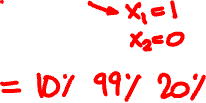 x₁ = 1
x₂ = 0
= 10% 99% 20%